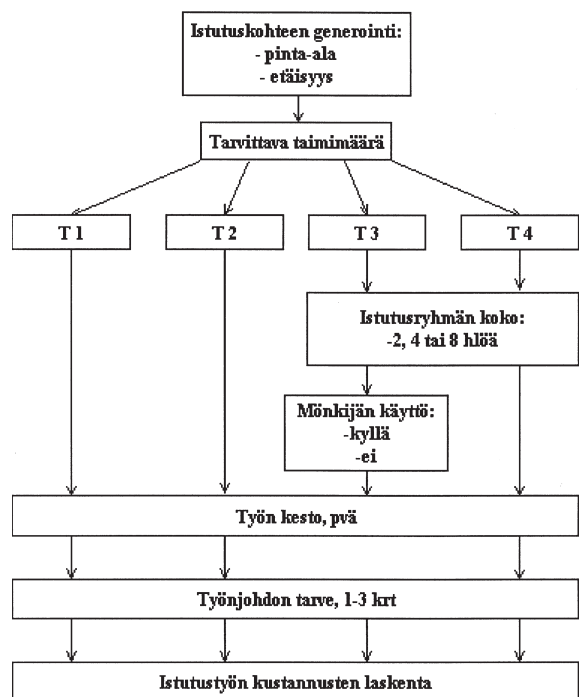 Istutuskohteen generointi:
- pinta-ala
- etäisyys
Tarvittava taimimäärä
T 1
T 2
T 3
T 4
Istutusryhmän koko:
-2, 4 tai 8 hlöä
Mönkijän käyttö:
-kyllä
-ei
Työn kesto, pvä
Työnjohdon tarve, 1-3 krt
Istutustyön kustannusten laskenta